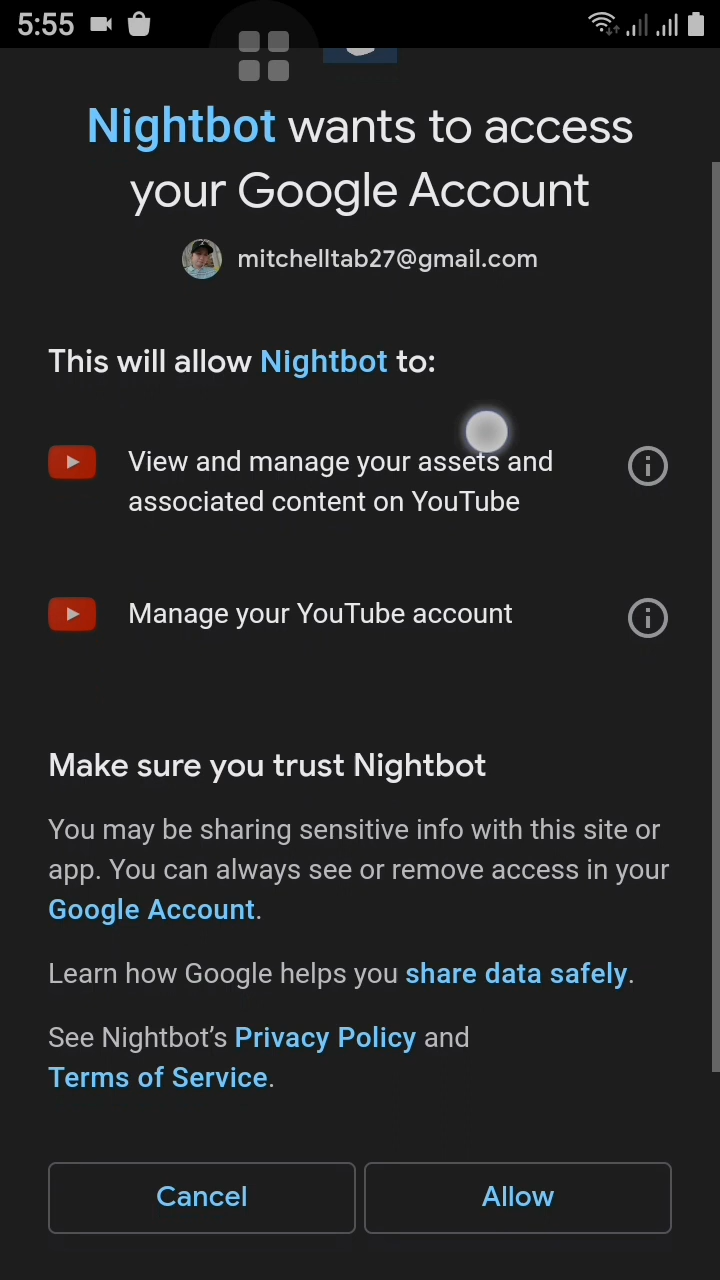 5:55
Nightbot wants to access
your Google Account
mitchelltab27@gmail.com
This will allow Nightbot to:
View and manage your assets and
associated content on YouTube
Manage your YouTube account
Make sure you trust Nightbot
You may be sharing sensitive info with this site or
app. You can always see or remove access in your
Google Account.
Learn how Google helps you share data safely.
See Nightbot’s Privacy Policy and
Terms of Service.
Cancel
Allow